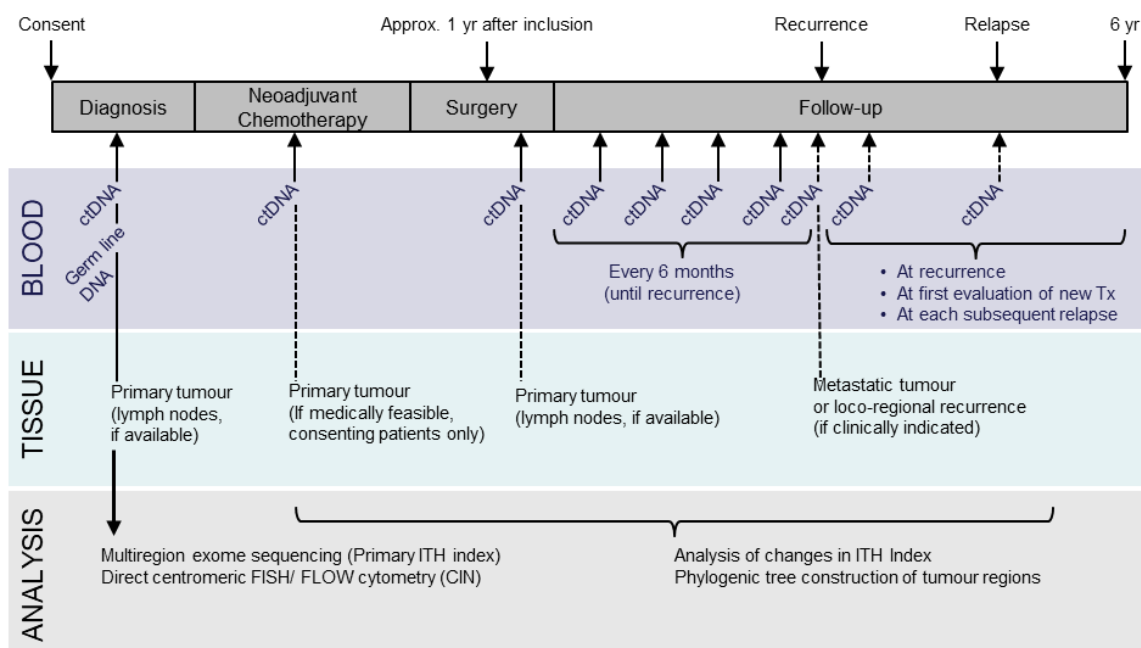 Consent
Approx. 1 yr after inclusion
Recurrence
Relapse
6 yr
Diagnosis
Neoadjuvant
Chemotherapy
Surgery
Follow-up
BLOOD
ctDNA
Germ line
DNA
ctDNA
ctDNA
ctDNA
ctDNA
ctDNA
ctDNA
ctDNA
ctDNA
ctDNA
Every 6 months
(until recurrence)
• At recurrence
• At first evaluation of new Tx
• At each subsequent relapse
TISSUE
Primary tumour
(lymph nodes,
if available)
Primary tumour
(If medically feasible,
consenting patients only)
Primary tumour
(lymph nodes, if available)
Metastatic tumour
or loco-regional recurrence
(if clinically indicated)
ANALYSIS
Multiregion exome sequencing (Primary ITH index)
Direct centromeric FISH/ FLOW cytometry (CIN)
Analysis of changes in ITH Index
Phylogenic tree construction of tumour regions